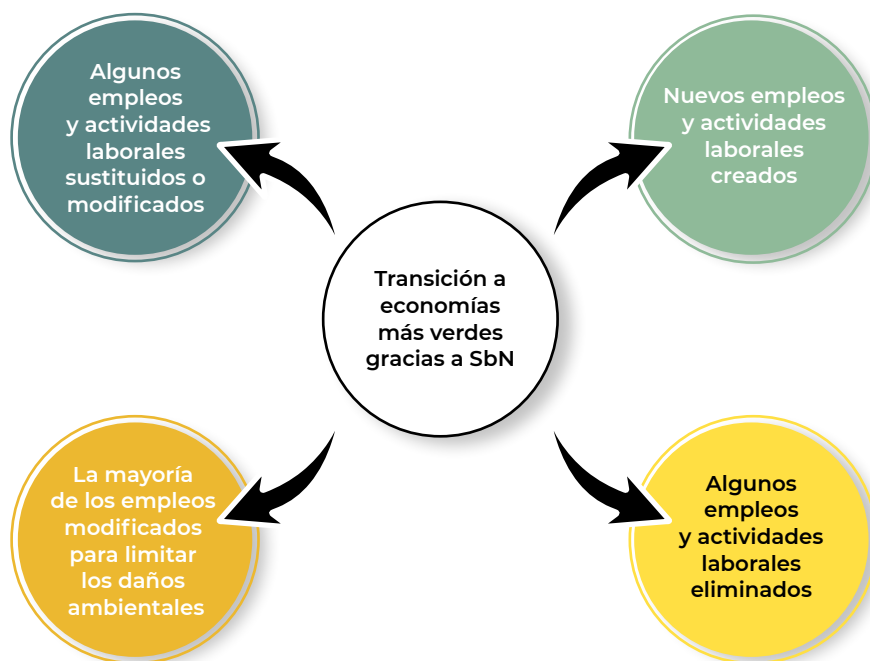 Algunos
empleos
y actividades
laborales
sustituidos o
modificados
Nuevos empleos
y actividades
laborales
creados
Transición a
economías
más verdes
gracias a SbN
La mayoría
de los empleos
modificados
para limitar
los daños
ambientales
Algunos
empleos
y actividades
laborales
eliminados